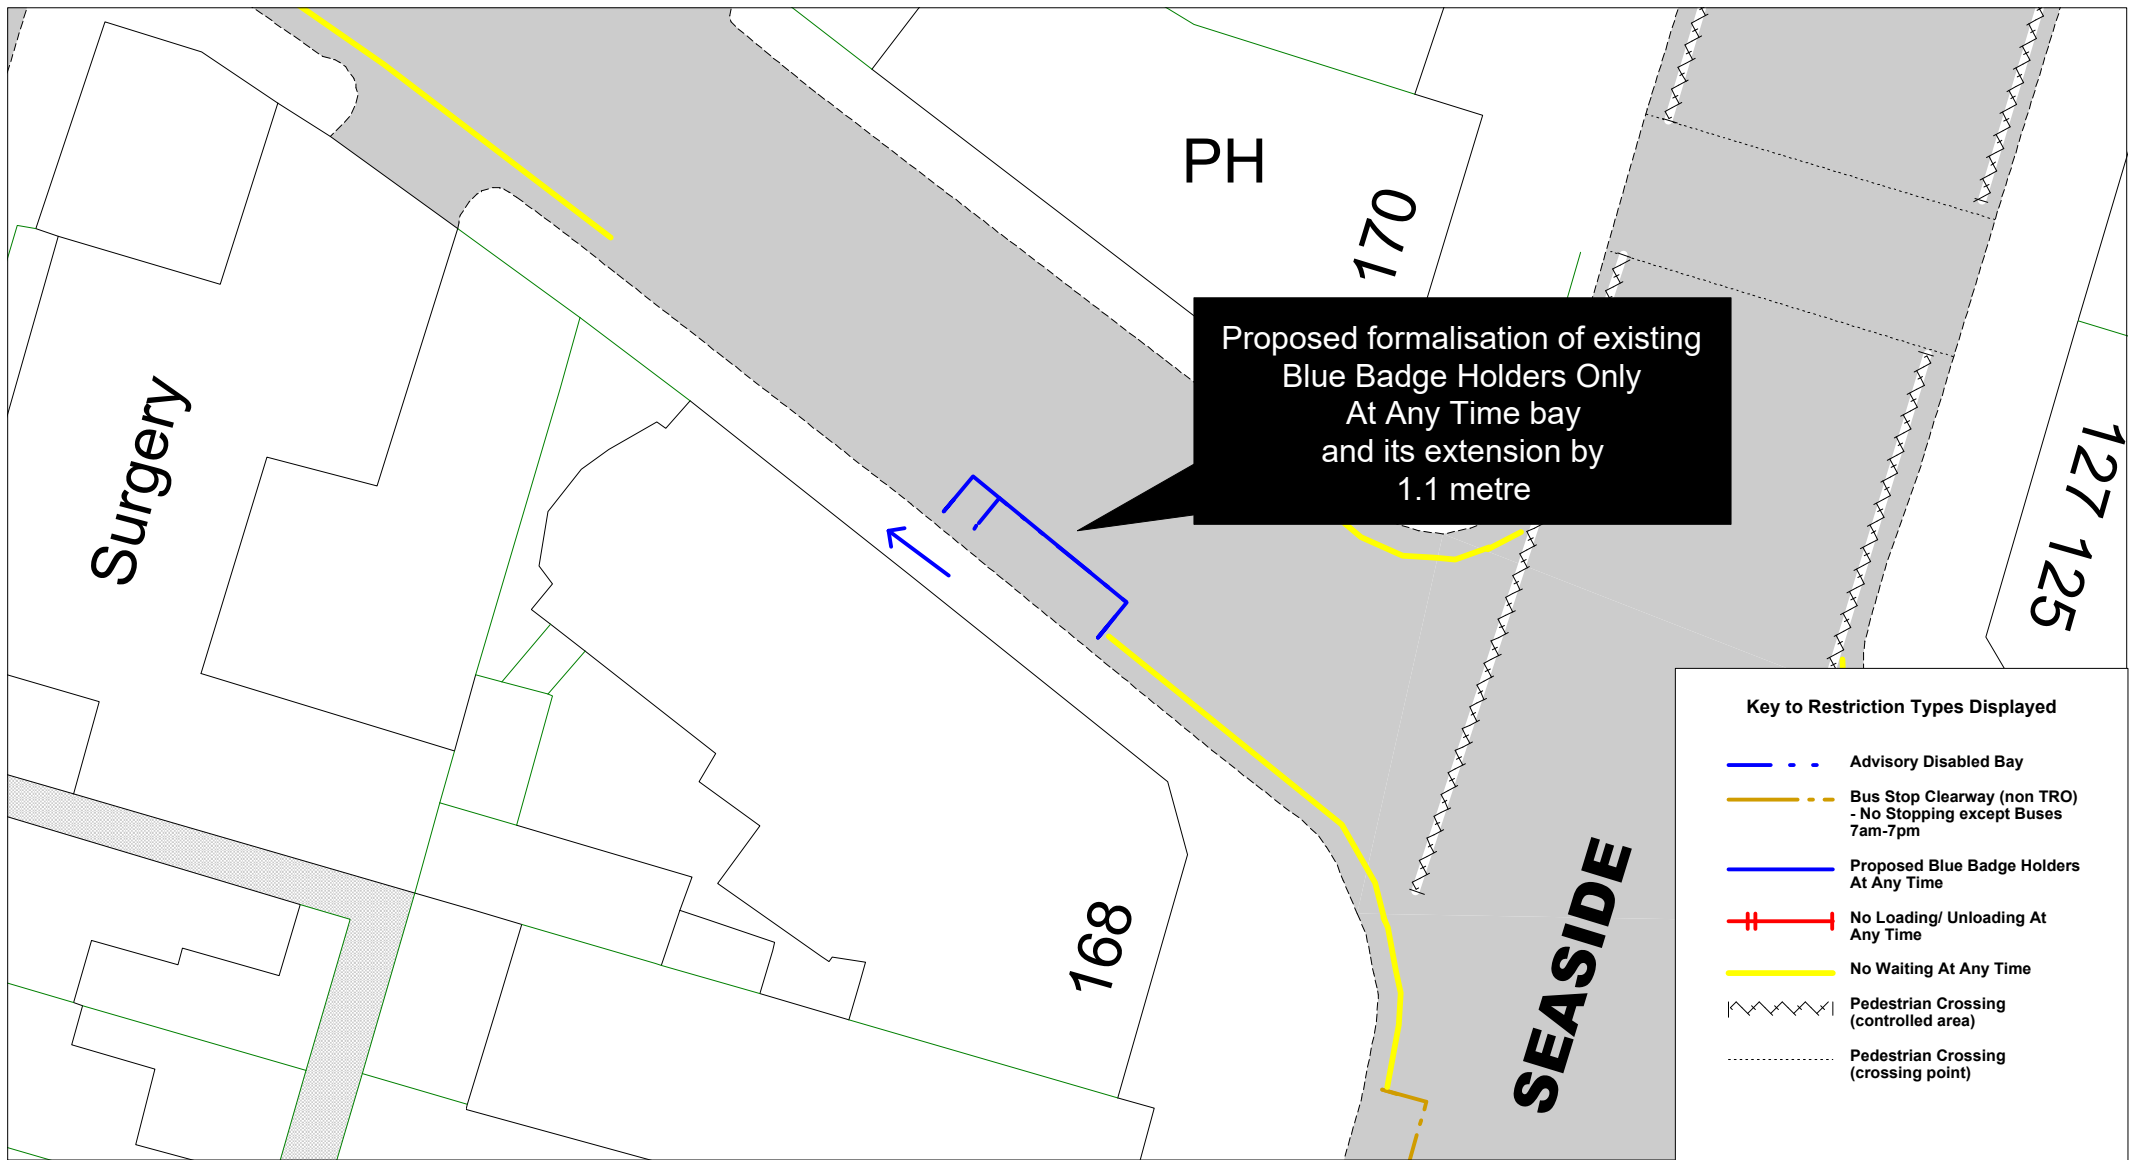 PH
170
Proposed formalisation of existing
Blue Badge Holders Only
At Any Time bay
and its extension by
1.1 metre
Surgery
127
125
168
SEASIDE
Key to Restriction Types Displayed
Advisory Disabled Bay
Bus Stop Clearway (non TRO)
- No Stopping except Buses
7am-7pm
Proposed Blue Badge Holders
At Any Time
No Loading/ Unloading At
Any Time
No Waiting At Any Time
Pedestrian Crossing
(controlled area)
Pedestrian Crossing
(crossing point)